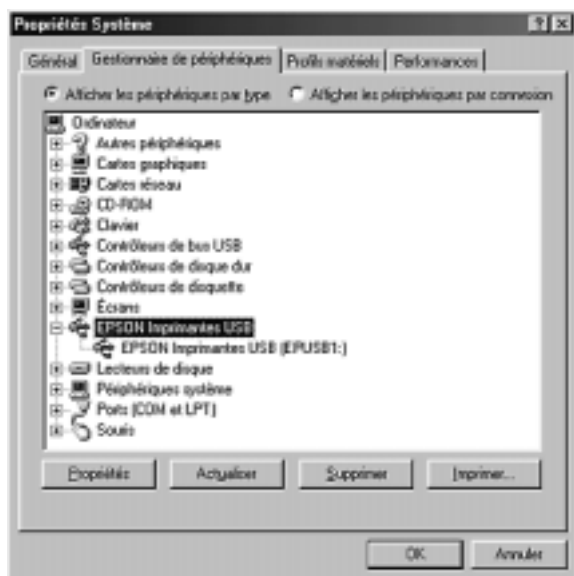 Propriétés Système
Général Gestionnaire de périphériques Profils matériels Performances
Afficher les périphériques par type Afficher les périphériques par connexion
Ordinateur
Autres périphériques
Cartes graphiques
Cartes réseau
CD-ROM
Clavier
Contrôleurs de bus USB
Contrôleurs de disque dur
Contrôleurs de disquette
Écrans
EPSON Imprimantes USB
EPSON Imprimantes USB (EPUSB1:)
Lecteurs de disque
Périphériques système
Ports (COM et LPT)
Souris
Propriétés Actualiser Supprimer Imprimer...
OK Annuler